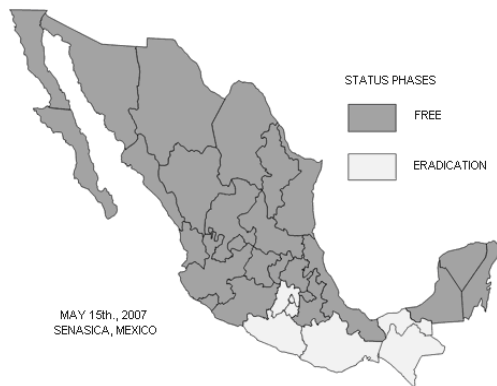 STATUS PHASES
FREE
ERADICATION
MAY 15th., 2007
SENASICA, MEXICO